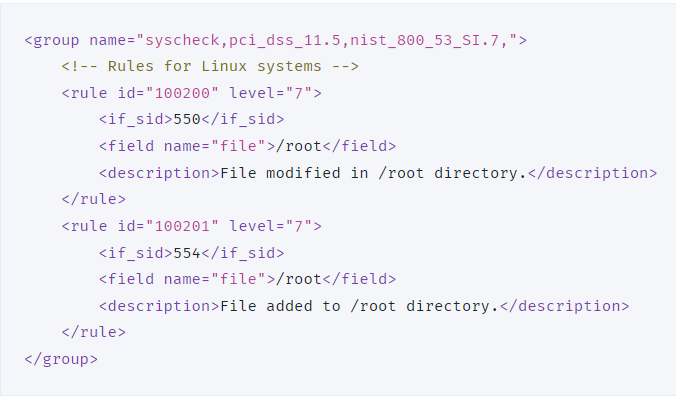 <group name="syscheck,pci_dss_11.5,nist_800_53_SI.7,">
    <!-- Rules for Linux systems -->
    <rule id="100200" level="7">
        <if_sid>550</if_sid>
        <field name="file">/root</field>
        <description>File modified in /root directory.</description>
    </rule>
    <rule id="100201" level="7">
        <if_sid>554</if_sid>
        <field name="file">/root</field>
        <description>File added to /root directory.</description>
    </rule>
</group>